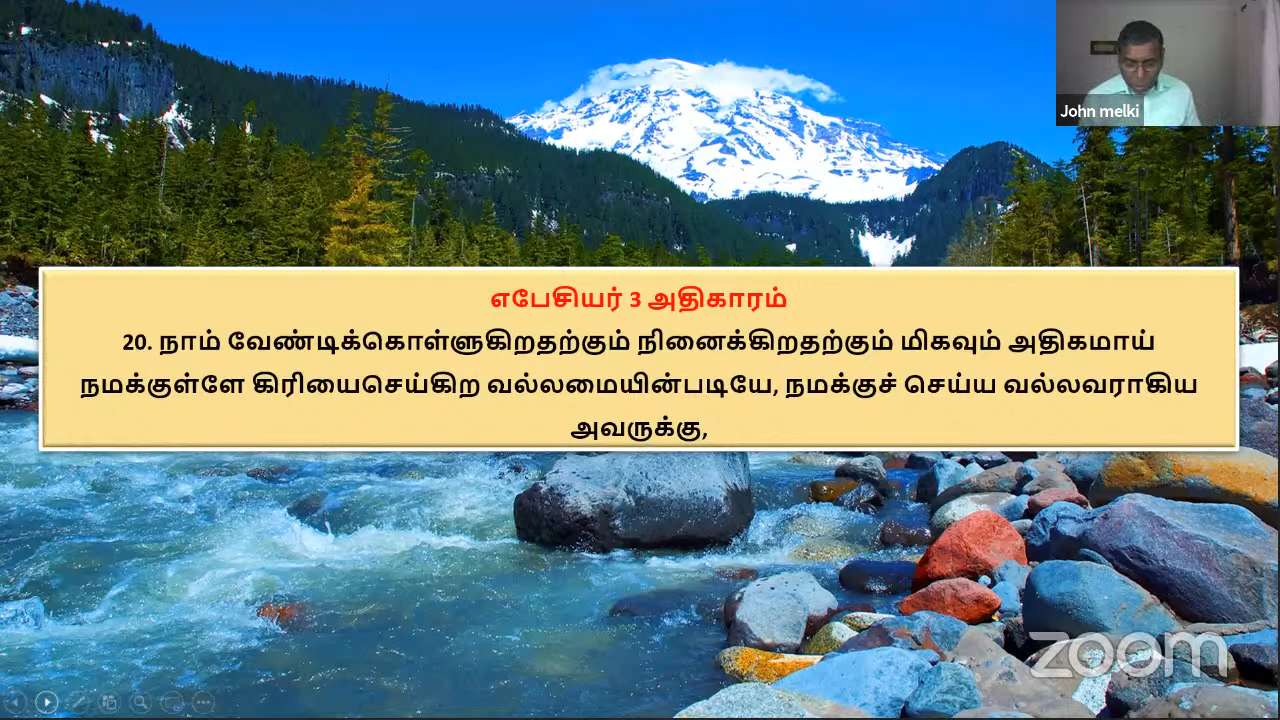 John melki
எபேசியர் 3 அதிகாரம்
20. நாம் வேண்டிக்கொள்ளுகிறதற்கும் நினைக்கிறதற்கும் மிகவும் அதிகமாய்
நமக்குள்ளே கிரியைசெய்கிற வல்லமையின்படியே, நமக்குச் செய்ய வல்லவராகிய
அவருக்கு,
zoom